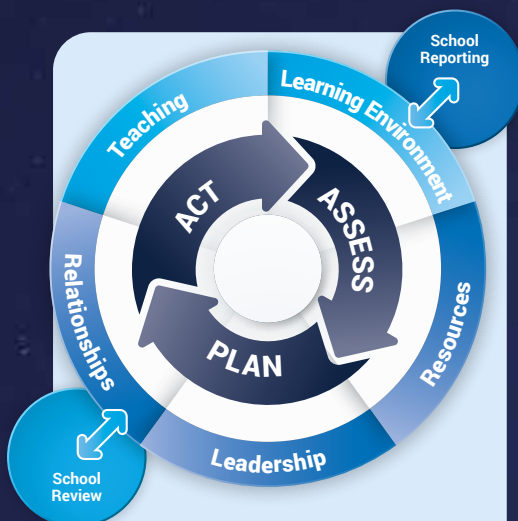 School
Reporting
Learning Environment
Teaching
ACT
ASSESS
PLAN
Relationships
Resources
Leadership
School
Review